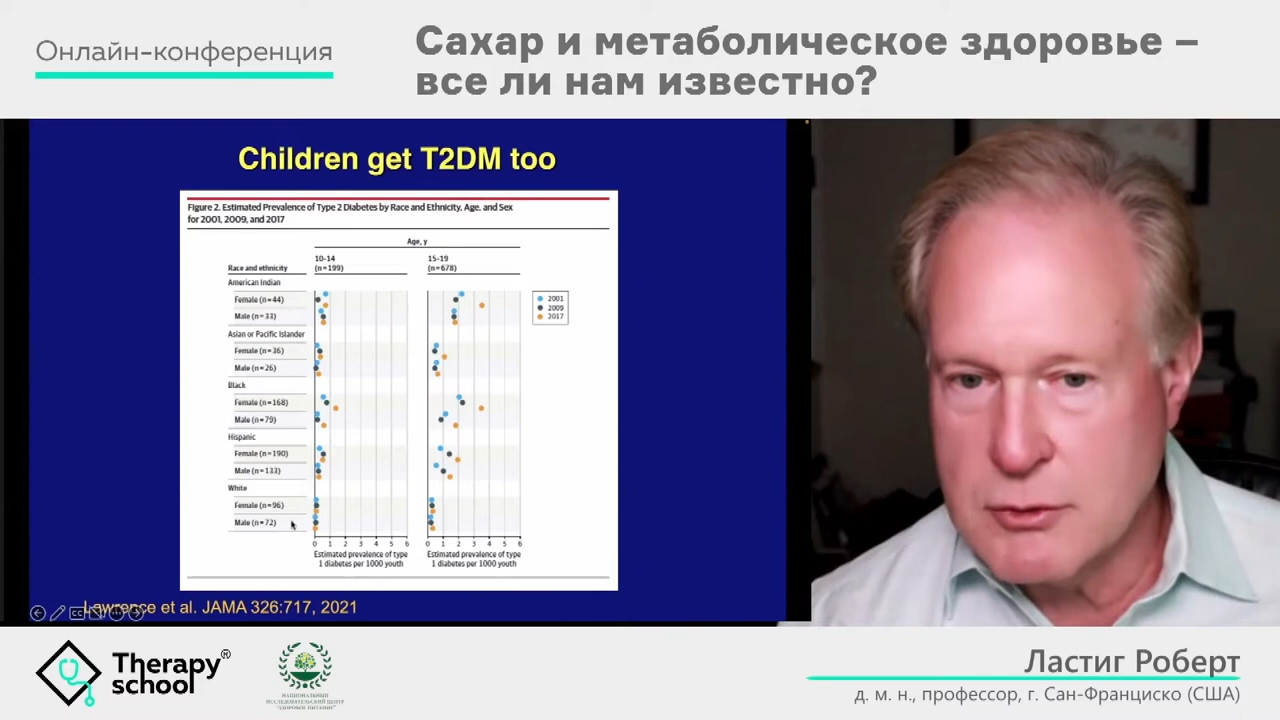 Онлайн-конференция
Сахар и метаболическое здоровье –
все ли нам известно?
Children get T2DM too
Figure 2. Estimated Prevalence of Type 2 Diabetes by Race and Ethnicity, Age, and Sex
for 2001, 2009, and 2017
Age, y
10-14
(n=199)
15-19
(n=678)
Race and ethnicity
American Indian
Female (n=44)
Male (n=33)
Asian or Pacific Islander
Female (n=36)
Male (n=26)
Black
Female (n=168)
Male (n=79)
Hispanic
Female (n=190)
Male (n=133)
White
Female (n=96)
Male (n=72)
2001
2009
2017
0 1 2 3 4 5 6
0 1 2 3 4 5 6
Estimated prevalence of type
1 diabetes per 1000 youth
Estimated prevalence of type
1 diabetes per 1000 youth
Lawrence et al. JAMA 326:717, 2021
Therapy®
school
НАЦИОНАЛЬНЫЙ
ИССЛЕДОВАТЕЛЬСКИЙ ЦЕНТР
"ЗДОРОВОЕ ПИТАНИЕ"
Ластиг Роберт
д. м. н., профессор, г. Сан-Франциско (США)